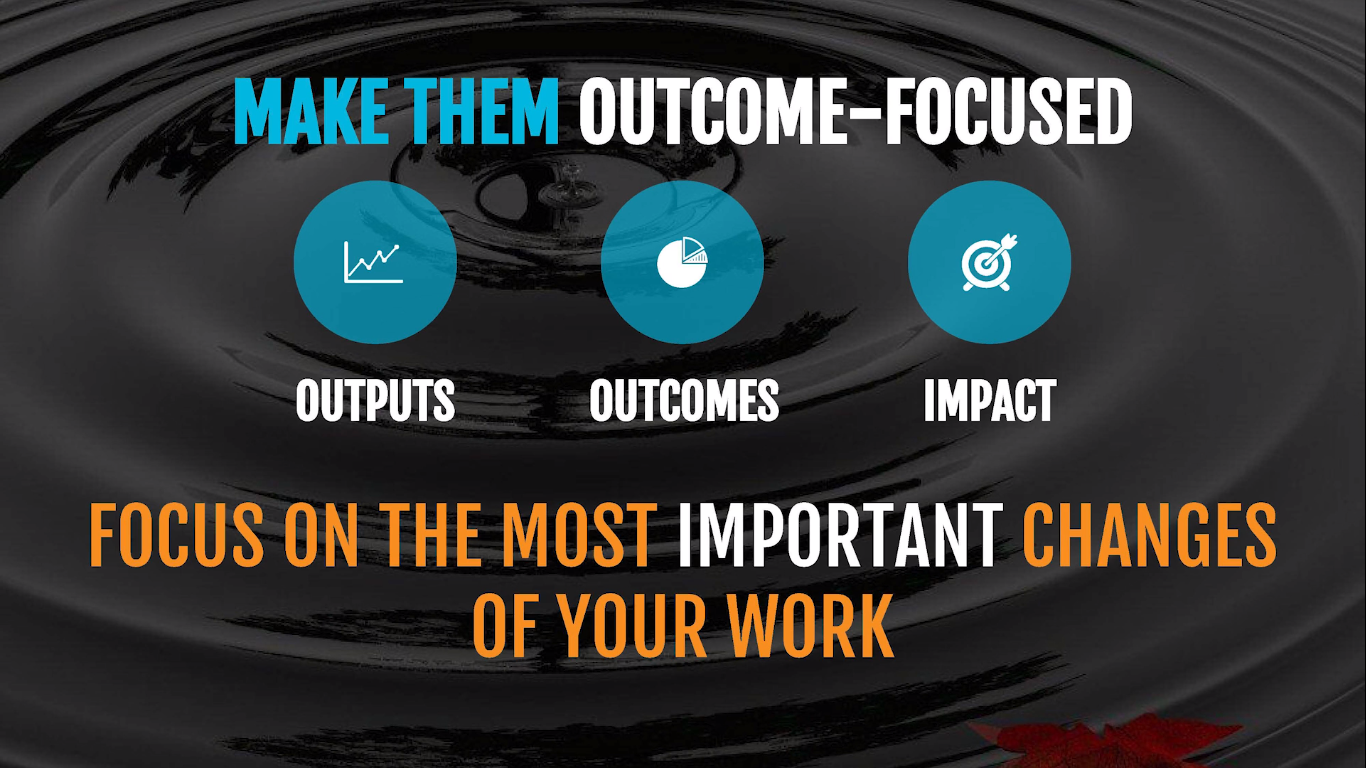 MAKE THEM OUTCOME-FOCUSED
OUTPUTS
OUTCOMES
IMPACT
FOCUS ON THE MOST IMPORTANT CHANGES
OF YOUR WORK